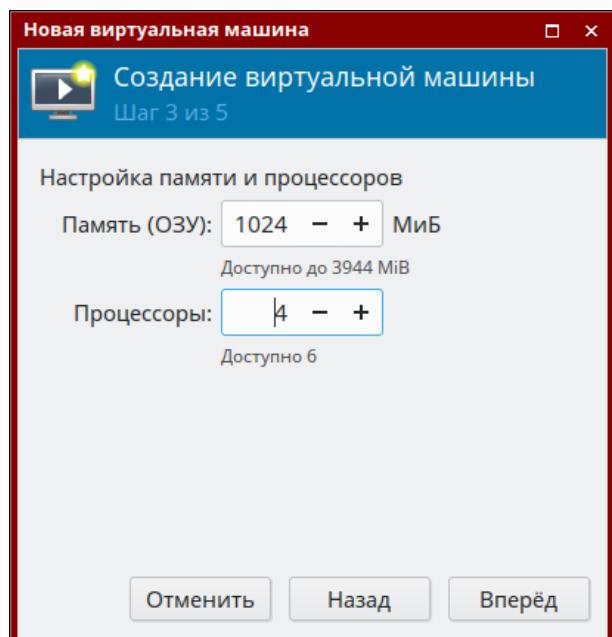 Новая виртуальная машина
Создание виртуальной машины
Шаг 3 из 5
Настройка памяти и процессоров
Память (ОЗУ): 1024 − + МиБ
Доступно до 3944 MiB
Процессоры: 4 − +
Доступно 6
Отменить Назад Вперёд